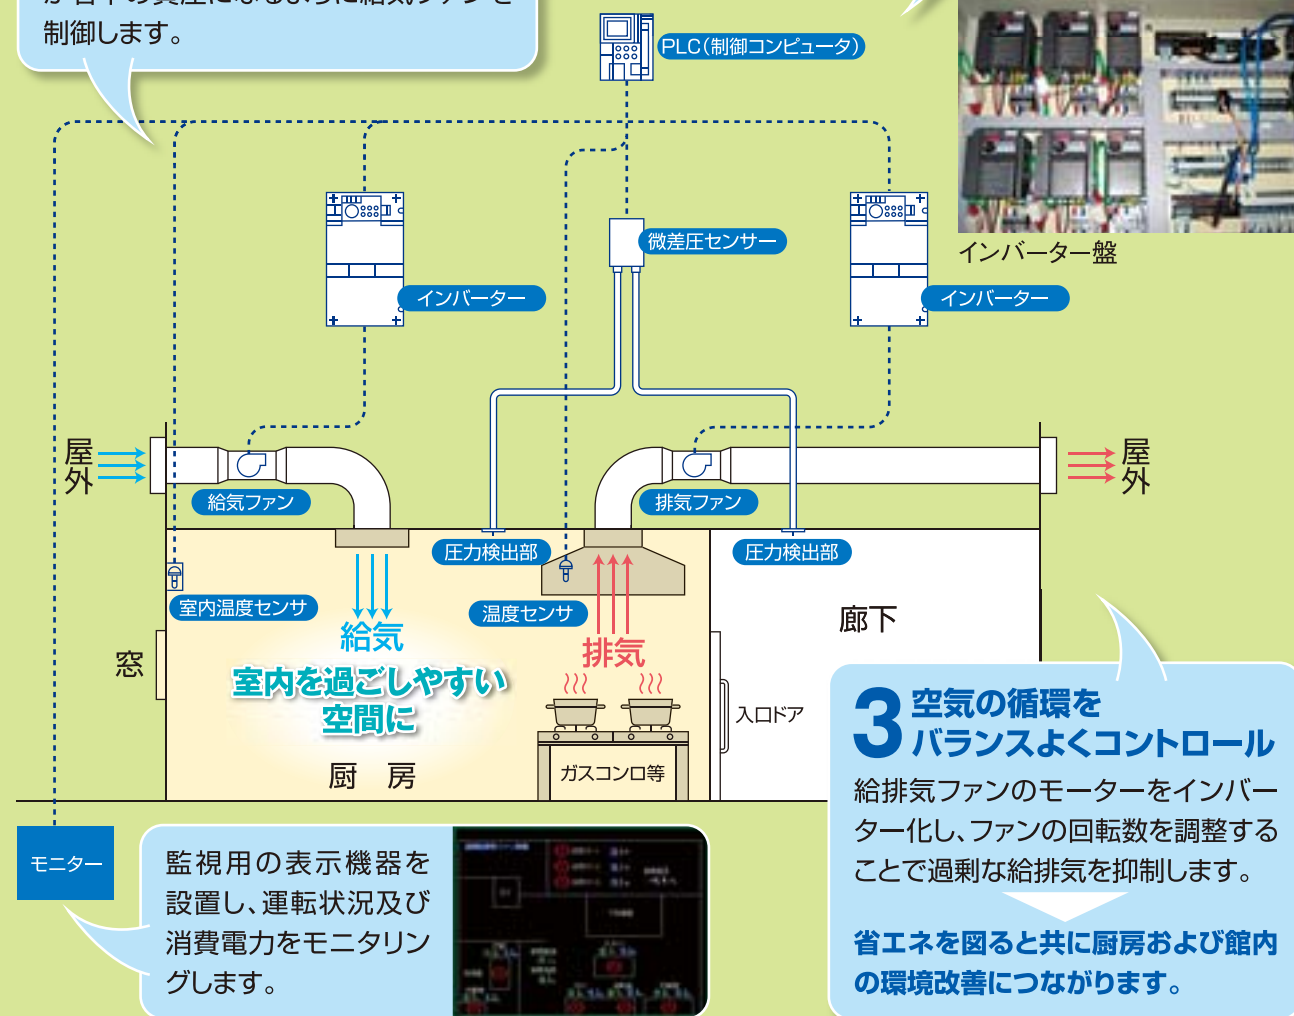 制御します。
PLC(制御コンピュータ)
微差圧センサー
インバーター盤
インバーター
インバーター
屋外
屋外
給気ファン
排気ファン
圧力検出部
圧力検出部
室内温度センサ
温度センサ
廊下
給気
排気
窓
室内を過ごしやすい
空間に
入口ドア
厨 房
ガスコンロ等
3 空気の循環を
バランスよくコントロール
給排気ファンのモーターをインバー
ター化し、ファンの回転数を調整する
ことで過剰な給排気を抑制します。
省エネを図ると共に厨房および館内
の環境改善につながります。
モニター
監視用の表示機器を
設置し、運転状況及び
消費電力をモニタリン
グします。